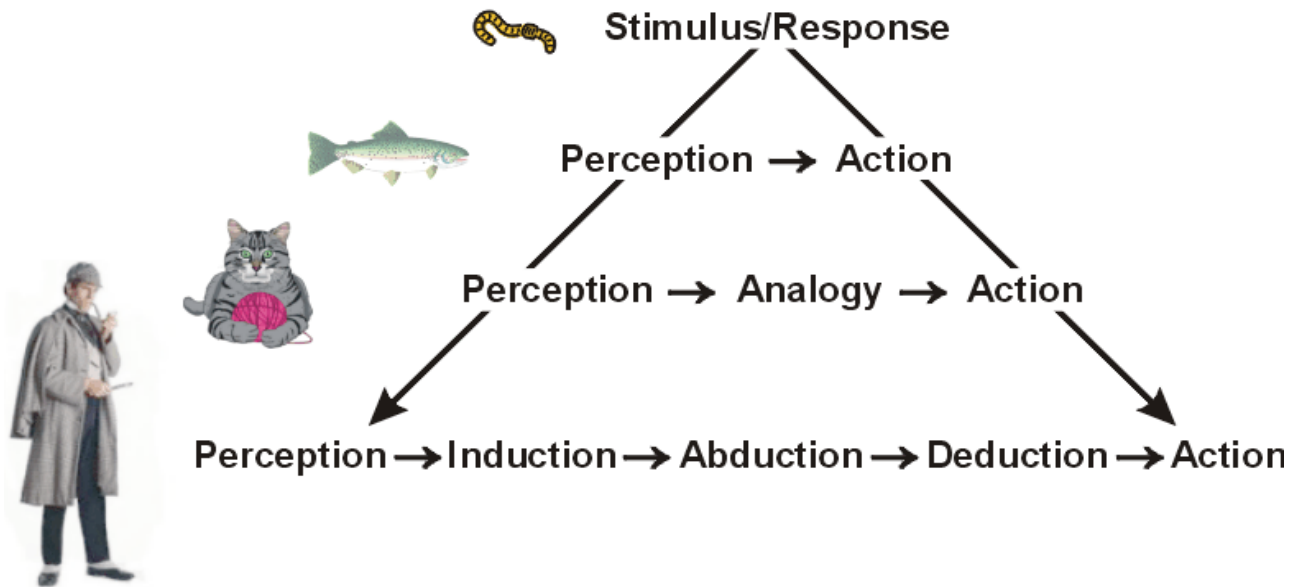 Stimulus/Response
Perception → Action
Perception → Analogy → Action
Perception → Induction → Abduction → Deduction → Action